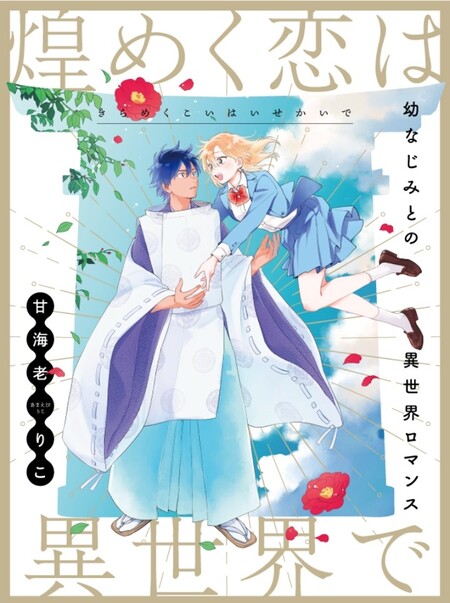 煌めく恋は
きらめくこいはいせかいで
幼なじみとの
異世界ロマンス
甘海老りこ
あまえびりこ
異世界で